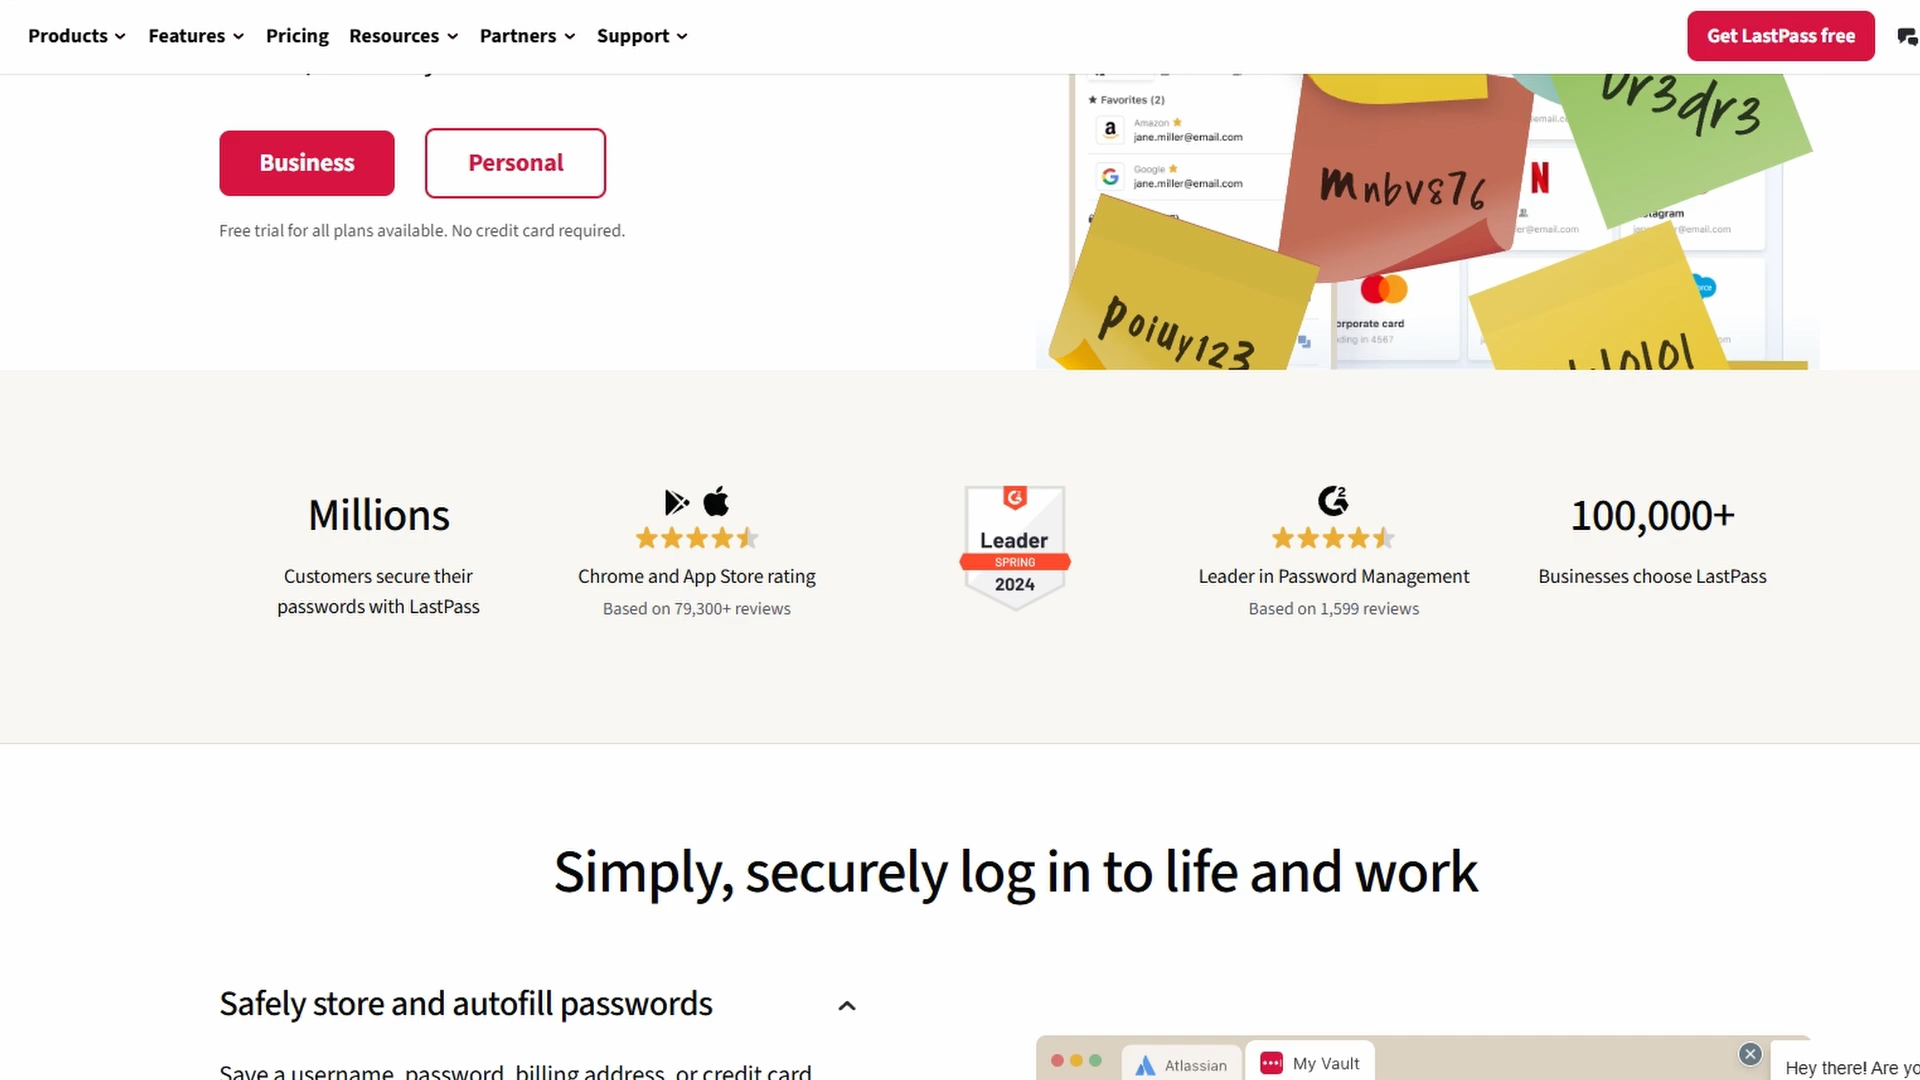 Products Features Pricing Resources Partners Support Get LastPass free
Favorites (2)
Amazon
jane.miller@email.com
Google
jane.miller@email.com
mnbvs76
Business Personal
Free trial for all plans available. No credit card required.
er@email.com
poiuy123
orporate card
Millions
Customers secure their
passwords with LastPass
Chrome and App Store rating
Based on 79,300+ reviews
Leader
SPRING
2024
Leader in Password Management
Based on 1,599 reviews
100,000+
Businesses choose LastPass
Simply, securely log in to life and work
Safely store and autofill passwords
Save a username, password, billing address, or credit card
Atlassian
My Vault
Hey there! Are yo